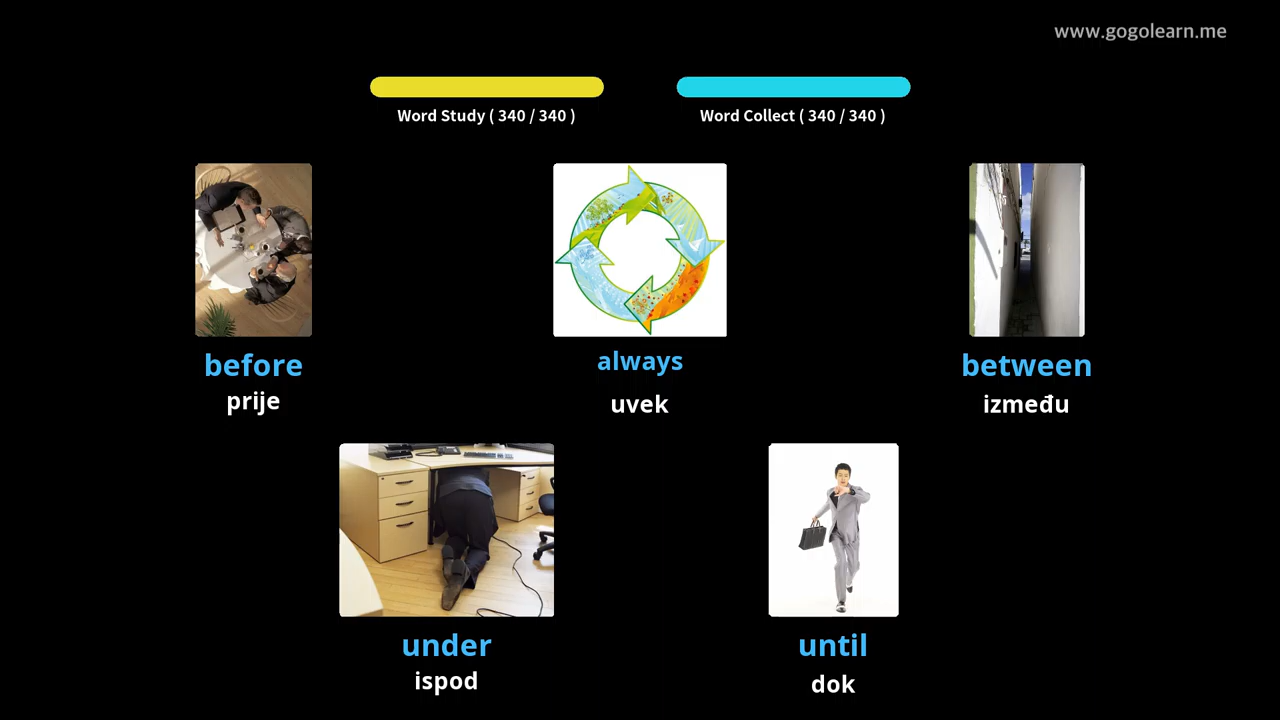 www.gogolearn.me
Word Study ( 340 / 340 )
Word Collect ( 340 / 340 )
before
prije
always
uvek
between
između
under
ispod
until
dok